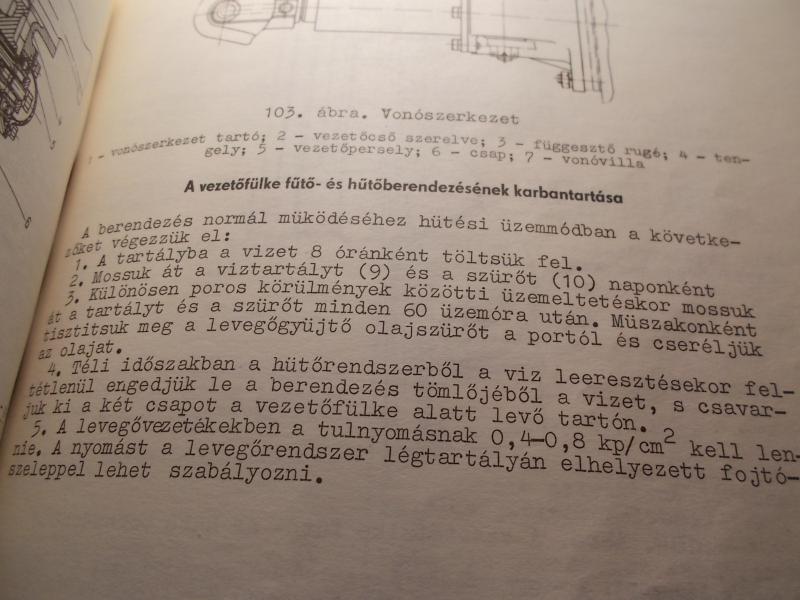 103. ábra. Vonószerkezet
1 - vonószerkezet tartó; 2 - vezetőcső szerelve; 3 - függesztő rugó; 4 - ten-
gely; 5 - vezetőpersely; 6 - csap; 7 - vonóvilla
A vezetőfülke fűtő- és hűtőberendezésének karbantartása
A berendezés normál müködéséhez hütési üzemmódban a követke-
zőket végezzük el:
1. A tartályba a vizet 8 óránként töltsük fel.
2. Mossuk át a viztartályt (9) és a szürőt (10) naponként
3. Különösen poros körülmények közötti üzemeltetéskor mossuk
át a tartályt és a szürőt minden 60 üzemóra után. Müszakonként
tisztitsuk meg a levegőgyüjtő olajszürőt a portól és cseréljük
az olajat.
4. Téli időszakban a hütőrendszerből a viz leeresztésekor fel-
tétlenül engedjük le a berendezés tömlőjéből a vizet, s csavar-
juk ki a két csapot a vezetőfülke alatt levő tartón.
5. A levegővezetékekben a tulnyomásnak 0,4-0,8 kp/cm² kell len-
nie. A nyomást a levegőrendszer légtartályán elhelyezett fojtó-
szeleppel lehet szabályozni.
5
6